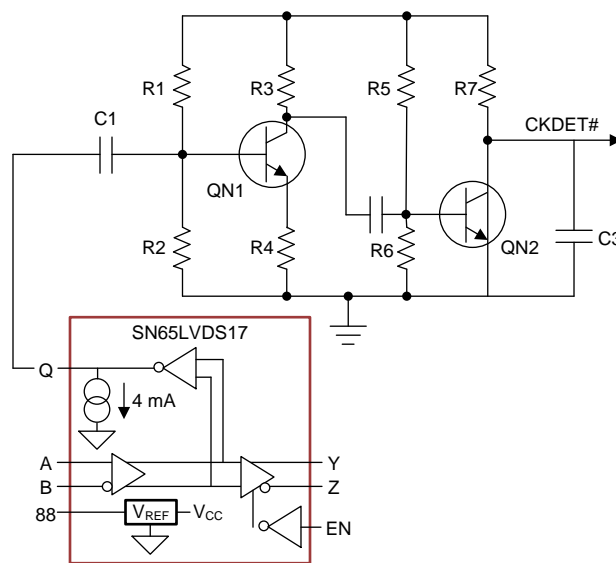 R1
R3
R5
R7
C1
CKDET#
QN1
QN2
R2
R4
R6
C3
SN65LVDS17
Q
4 mA
A
Y
B
Z
88
VREF
VCC
EN